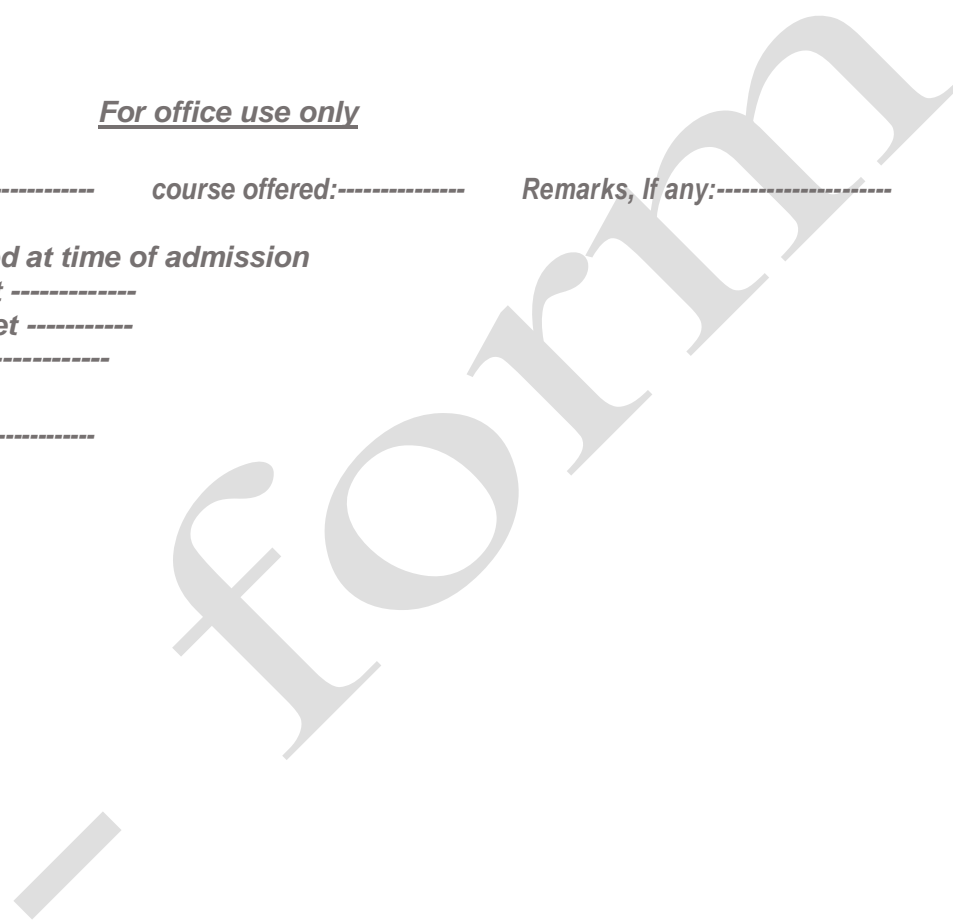 For office use only
------------ course offered:--------------- Remarks, If any:---------------------
d at time of admission
t -------------
et -----------
------------
------------
- form